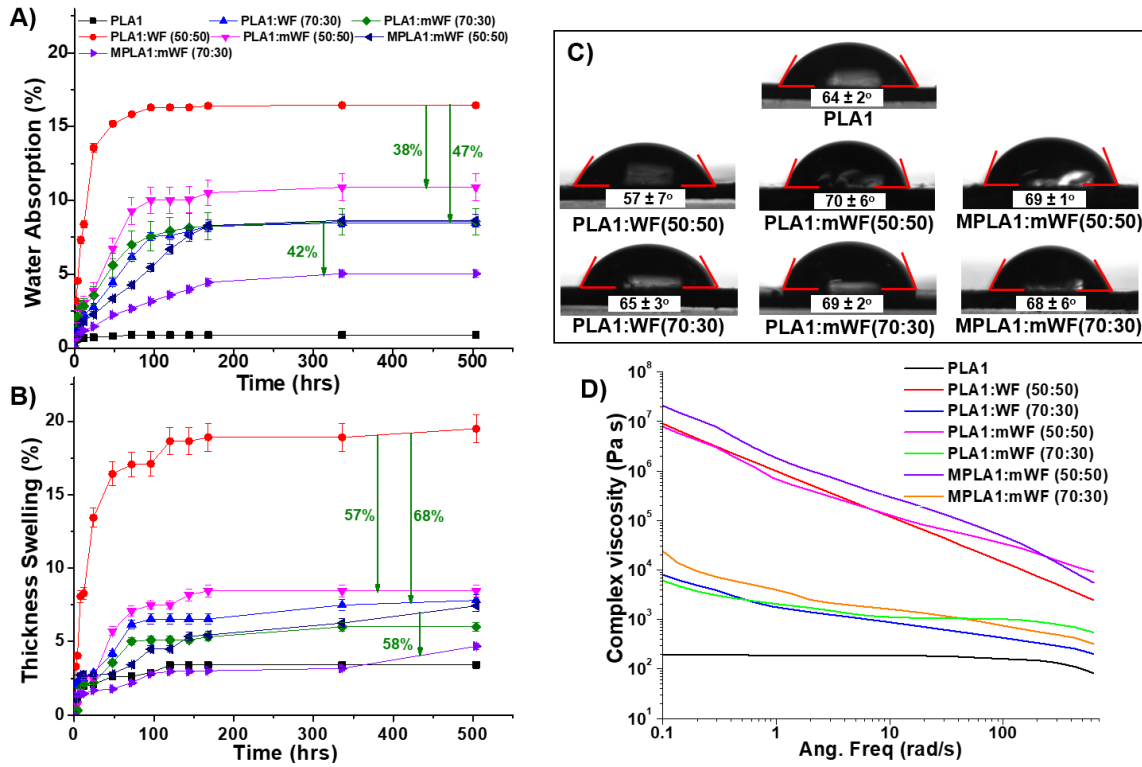 A)
PLA1 PLA1:WF (70:30) PLA1:mWF (70:30)
PLA1:WF (50:50) PLA1:mWF (50:50) MPLA1:mWF (50:50)
MPLA1:mWF (70:30)
Water Absorption (%)
20
15
10
5
0
38% 47%
42%
0 100 200 300 400 500
Time (hrs)
B)
Thickness Swelling (%)
20
15
10
5
0
57% 68%
58%
0 100 200 300 400 500
Time (hrs)
C)
64 ± 2o
PLA1
57 ± 7o 70 ± 6o 69 ± 1o
PLA1:WF(50:50) PLA1:mWF(50:50) MPLA1:mWF(50:50)
65 ± 3o 69 ± 2o 68 ± 6o
PLA1:WF(70:30) PLA1:mWF(70:30) MPLA1:mWF(70:30)
D)
Complex viscosity (Pa s)
10^8
10^7
10^6
10^5
10^4
10^3
10^2
10^1
PLA1
PLA1:WF (50:50)
PLA1:WF (70:30)
PLA1:mWF (50:50)
PLA1:mWF (70:30)
MPLA1:mWF (50:50)
MPLA1:mWF (70:30)
0.1 1 10 100
Ang. Freq (rad/s)